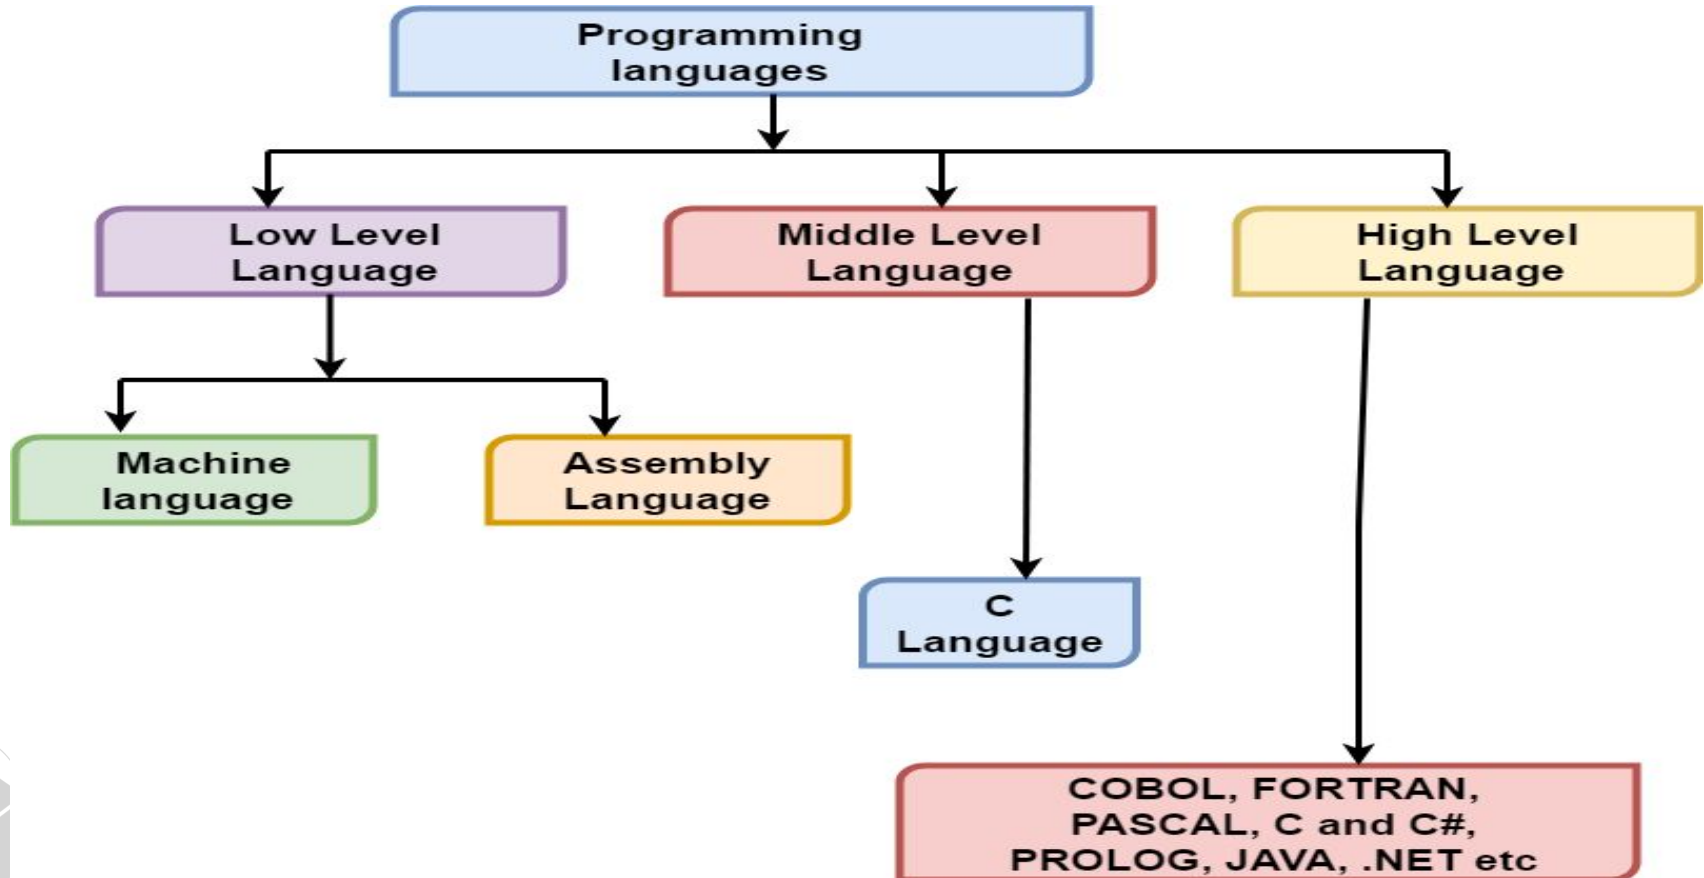 Programming
languages
Low Level
Language
Middle Level
Language
High Level
Language
Machine
language
Assembly
Language
C
Language
COBOL, FORTRAN,
PASCAL, C and C#,
PROLOG, JAVA, .NET etc